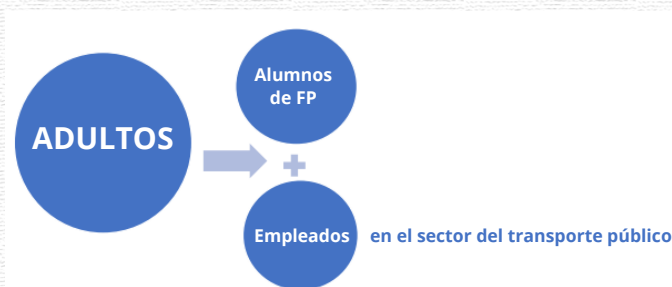 ADULTOS
Alumnos
de FP
Empleados
en el sector del transporte público